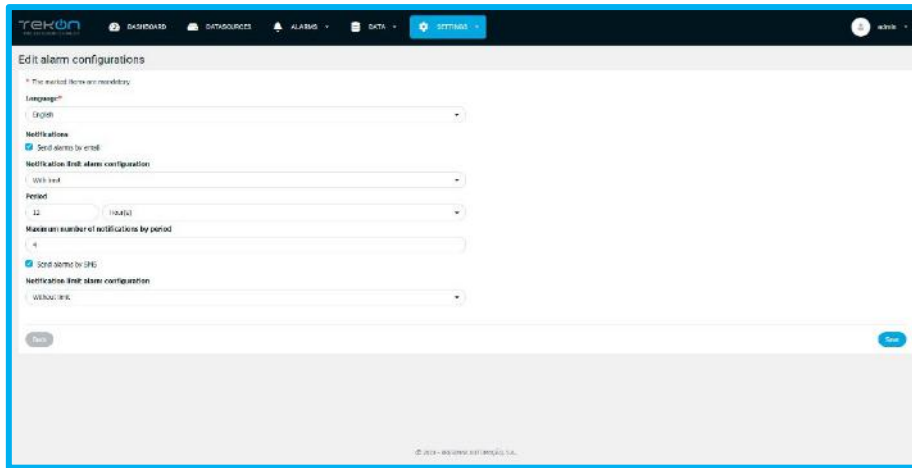 TEKON
DASHBOARD DATASOURCES ALARMS DATA SETTINGS admin
Edit alarm configurations
* The marked items are mandatory
Language*
English
Notifications
Send alarms by email
Notification limit alarm configuration
With limit
Period
12 Hour(s)
Maximum number of notifications by period
4
Send alarms by SMS
Notification limit alarm configuration
Without limit
Back Save
© 2019 -